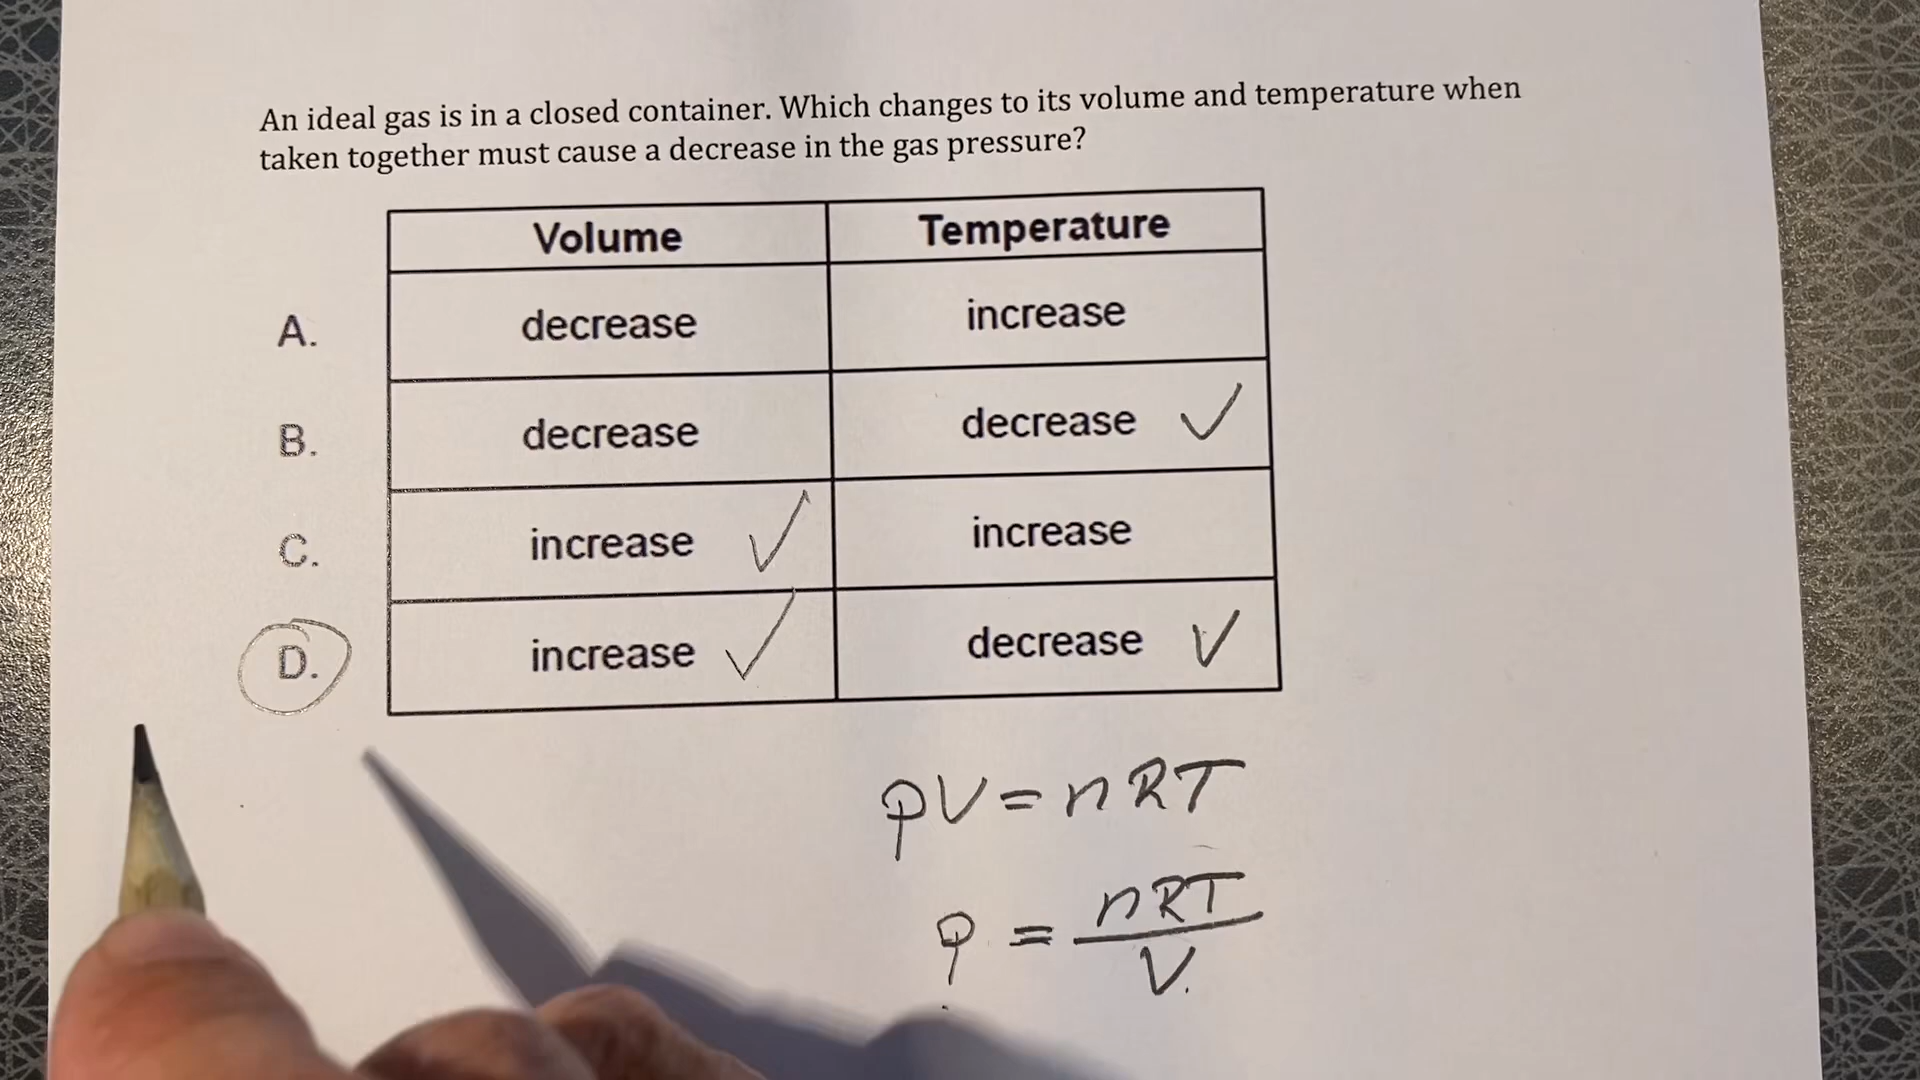 An ideal gas is in a closed container. Which changes to its volume and temperature when
taken together must cause a decrease in the gas pressure?
Volume Temperature
A. decrease increase
B. decrease decrease ✓
C. increase ✓ increase
D. increase ✓ decrease ✓
pV = nRT
p = nRT
V